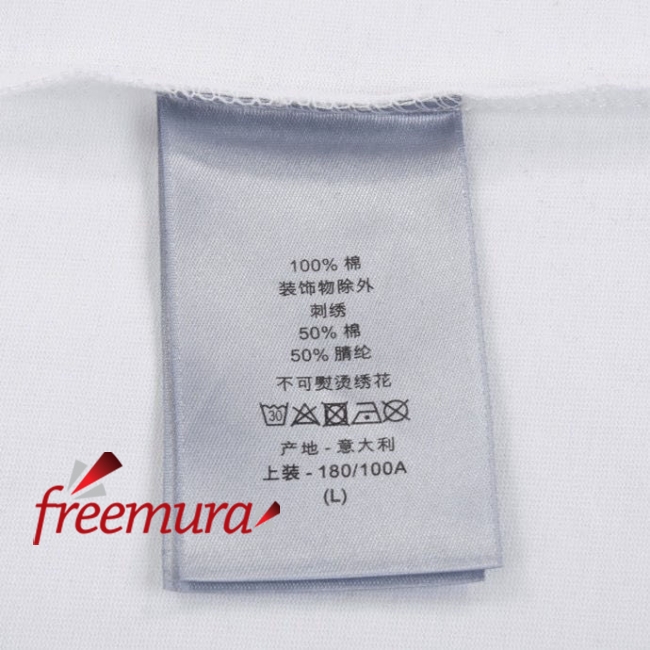 100% 棉
装饰物除外
刺绣
50% 棉
50% 腈纶
不可熨烫绣花
30
产地 - 意大利
上装 - 180/100A
(L)
freemura